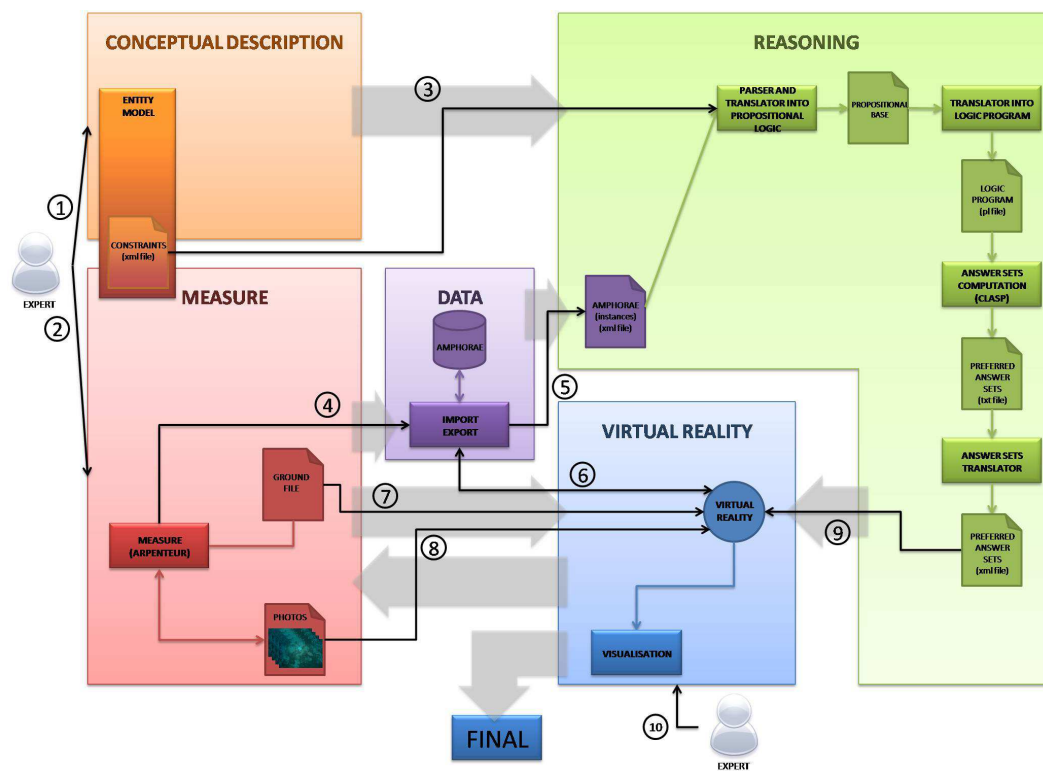 CONCEPTUAL DESCRIPTION
ENTITY
MODEL
CONSTRAINTS
(xml file)
1
2
EXPERT
3
REASONING
PARSER AND
TRANSLATOR INTO
PROPOSITIONAL
LOGIC
PROPOSITIONAL
BASE
TRANSLATOR INTO
LOGIC PROGRAM
LOGIC
PROGRAM
(pl file)
ANSWER SETS
COMPUTATION
(CLASP)
PREFERRED
ANSWER
SETS
(txt file)
ANSWER SETS
TRANSLATOR
PREFERRED
ANSWER
SETS
(xml file)
AMPHORAE
(instances)
(xml file)
MEASURE
GROUND
FILE
MEASURE
(ARPENTEUR)
PHOTOS
DATA
AMPHORAE
IMPORT
EXPORT
4
5
6
7
8
9
VIRTUAL REALITY
VIRTUAL
REALITY
VISUALISATION
FINAL
10
EXPERT